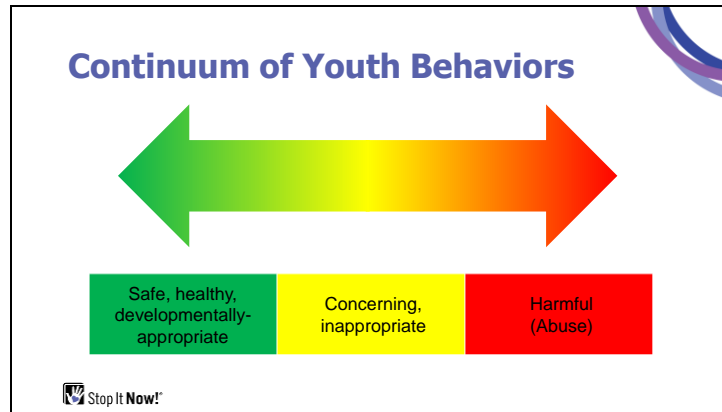 Continuum of Youth Behaviors
Safe, healthy,
developmentally-
appropriate
Concerning,
inappropriate
Harmful
(Abuse)
Stop It Now!®